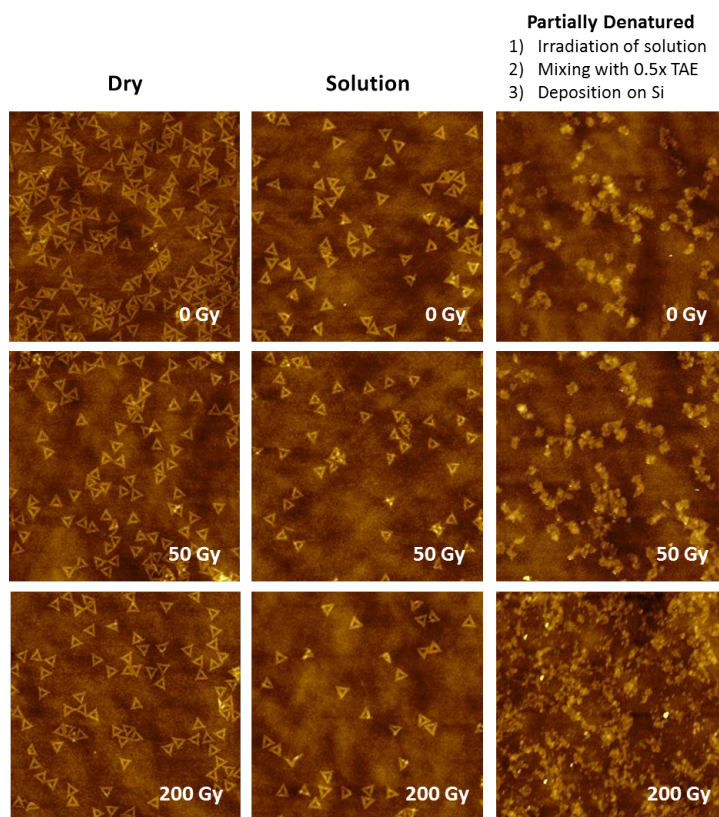 Dry
Solution
Partially Denatured
1) Irradiation of solution
2) Mixing with 0.5x TAE
3) Deposition on Si
0 Gy
0 Gy
0 Gy
50 Gy
50 Gy
50 Gy
200 Gy
200 Gy
200 Gy